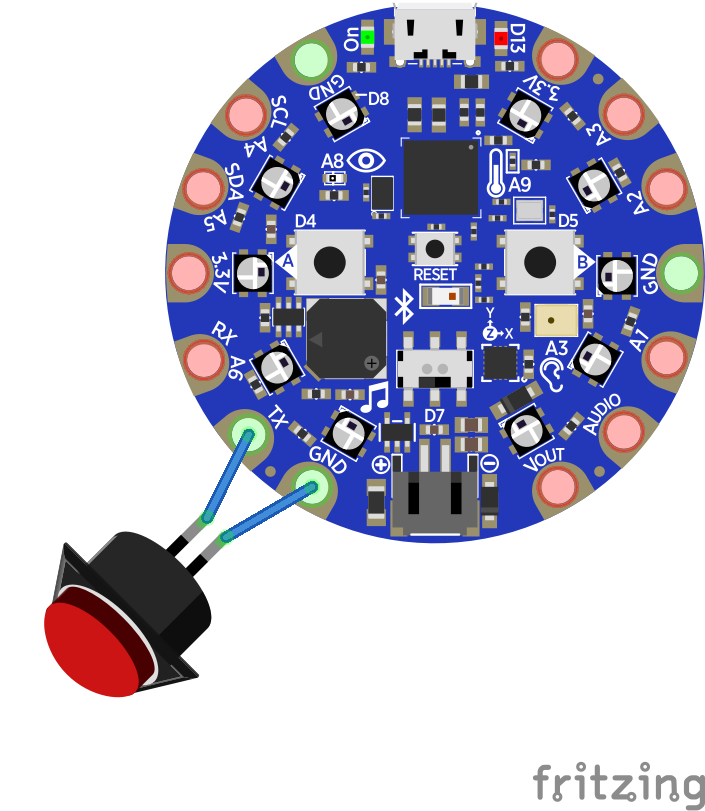 On
D13
GND
3.3V
D8
SCL
A4
A3
A8
A9
SDA
A5
A2
D4
D5
A
B
RESET
3.3V
GND
Y
Z
X
RX
A6
A3
A1
TX
D7
AUDIO
GND
VOUT
fritzing